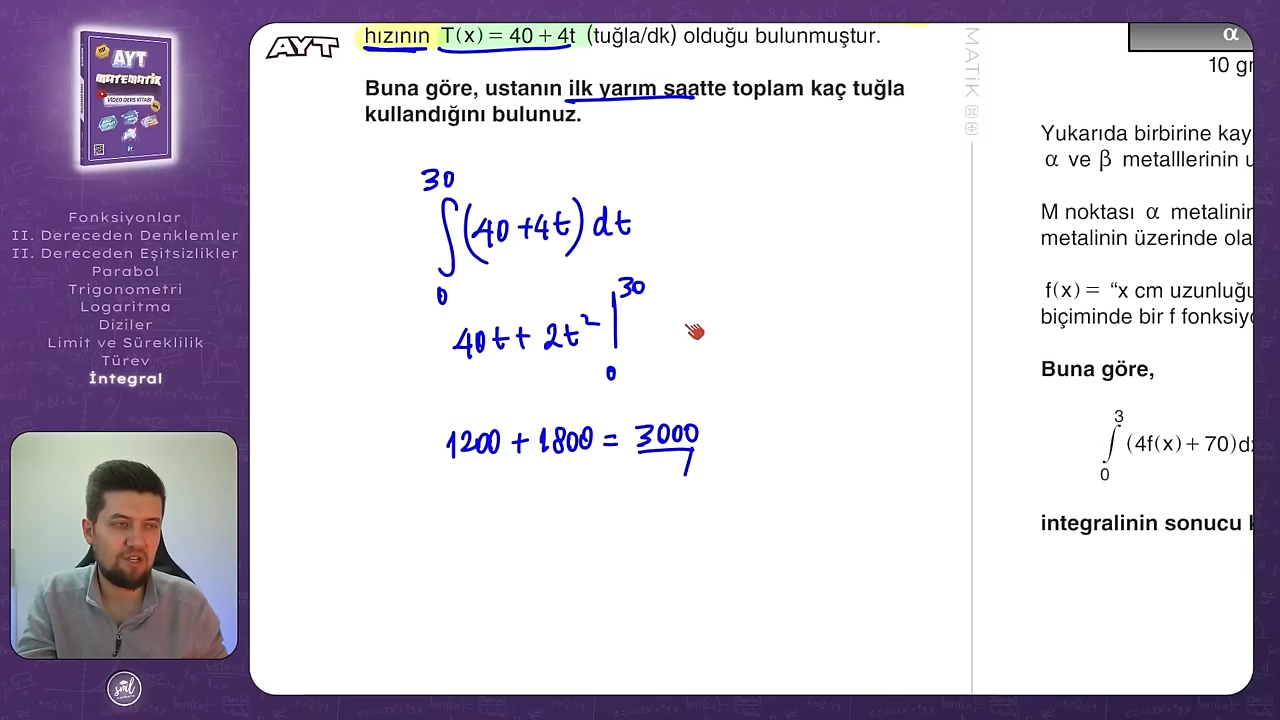 AYT
MATEMATİK
VİDEO DERS KİTABI
Fonksiyonlar
II. Dereceden Denklemler
II. Dereceden Eşitsizlikler
Parabol
Trigonometri
Logaritma
Diziler
Limit ve Süreklilik
Türev
İntegral
sml
AYT
hızının T(x) = 40 + 4t (tuğla/dk) olduğu bulunmuştur.
Buna göre, ustanın ilk yarım saatte toplam kaç tuğla
kullandığını bulunuz.
30
∫(40+4t) dt
0
40t + 2t² | 30
0
1200 + 1800 = 3000
MATİK
α
10 gr
Yukarıda birbirine kay
α ve β metalllerinin
M noktası α metalinin
metalinin üzerinde ola
f(x) = “x cm uzunluğu
biçiminde bir f fonksiyo
Buna göre,
3
∫ (4f(x) + 70)dx
0
integralinin sonucu